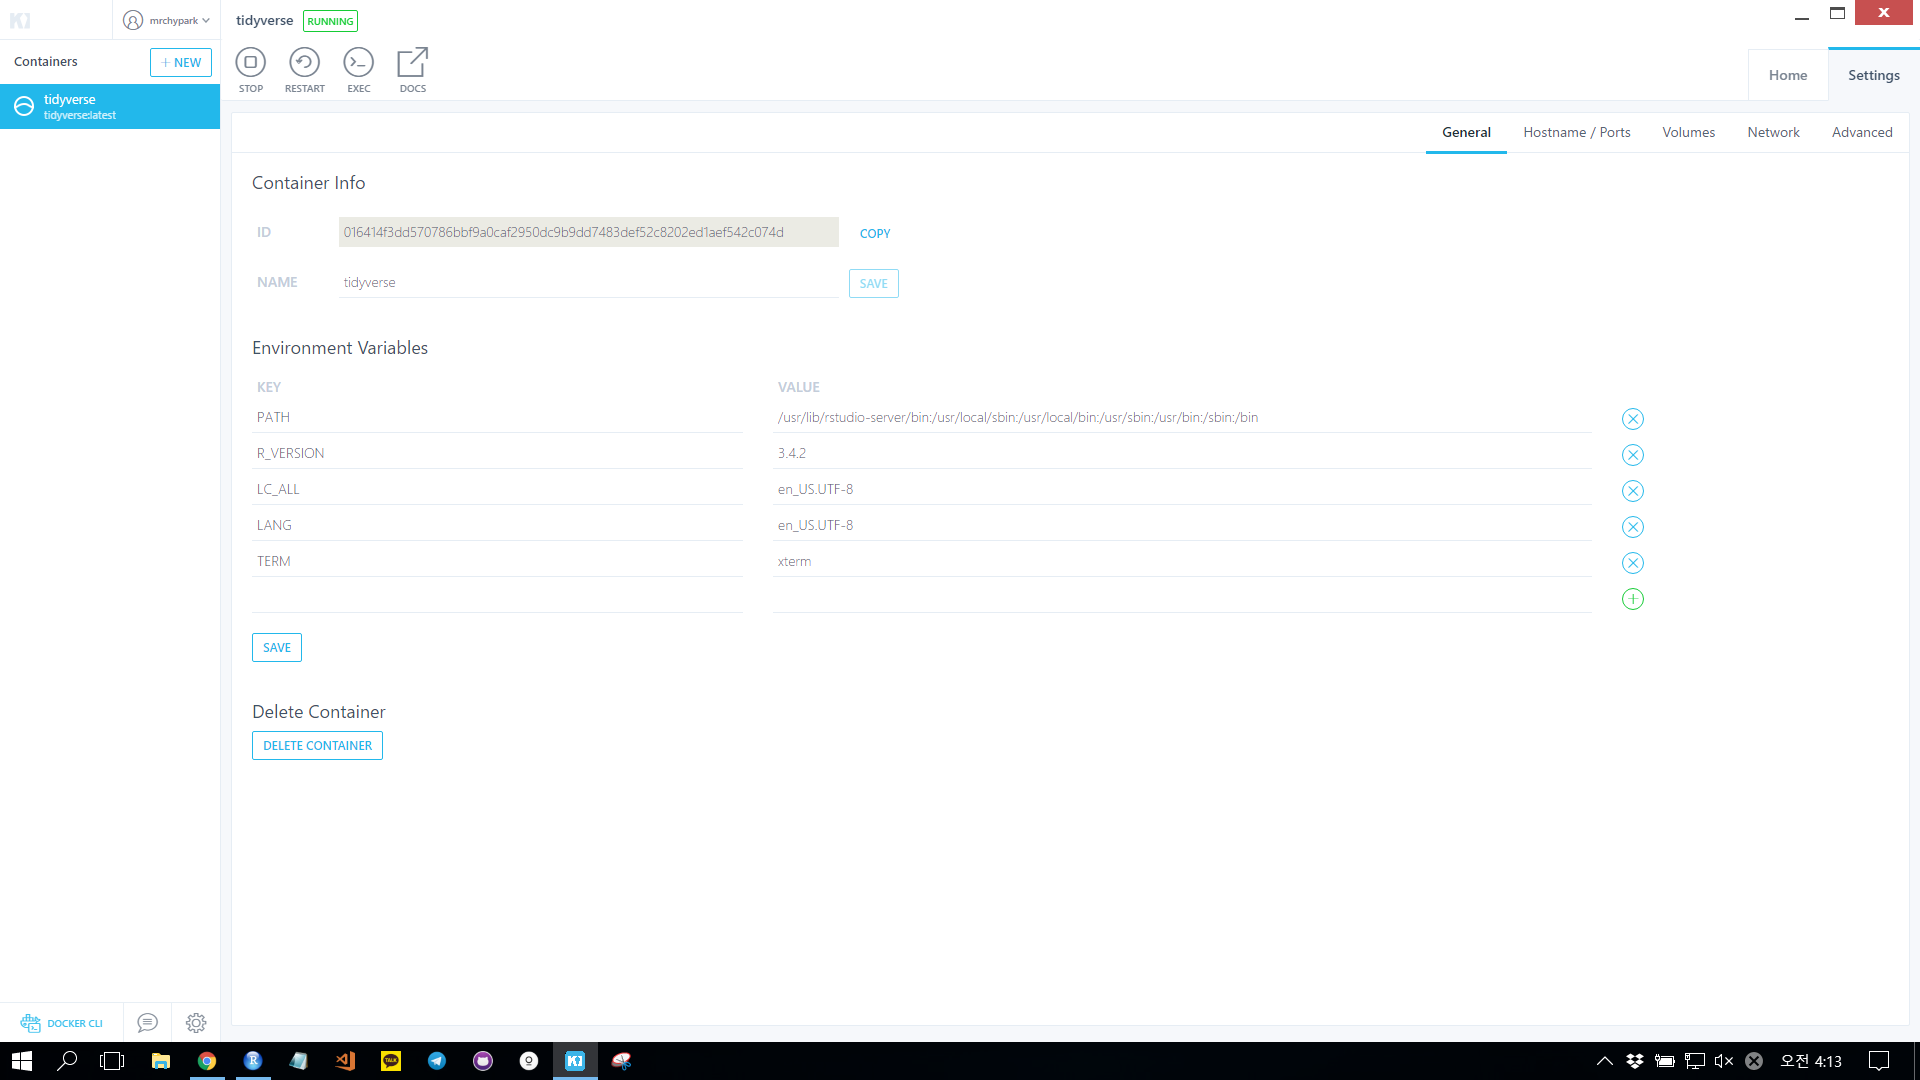 mrchypark
tidyverse RUNNING
Containers
+ NEW
STOP RESTART EXEC DOCS
Home Settings
tidyverse
tidyverse:latest
General Hostname / Ports Volumes Network Advanced
Container Info
ID 016414f3dd570786bbf9a0caf2950dc9b9dd7483def52c8202ed1aef542c074d COPY
NAME tidyverse SAVE
Environment Variables
KEY VALUE
PATH /usr/lib/rstudio-server/bin:/usr/local/sbin:/usr/local/bin:/usr/sbin:/usr/bin:/sbin:/bin
R_VERSION 3.4.2
LC_ALL en_US.UTF-8
LANG en_US.UTF-8
TERM xterm
SAVE
Delete Container
DELETE CONTAINER
DOCKER CLI
TALK
오전 4:13